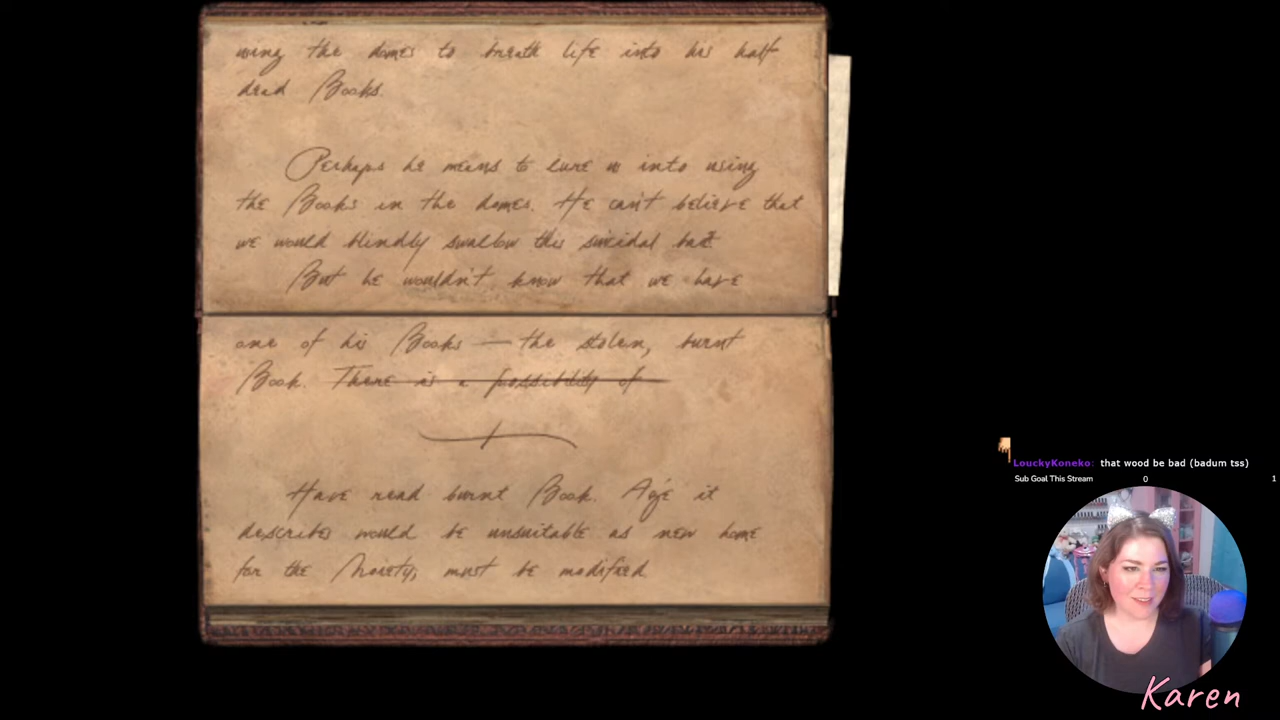 using the domes to breath life into his half
dead Books.
Perhaps he means to lure us into using
the Books in the domes. He can't believe that
we would blindly swallow this suicidal bait
But he wouldn't know that we have
one of his Books — the stolen, burnt
Book. There is a possibility of
Have read burnt Book. Age it
describes would be unsuitable as new home
for the Moiety, must be modified.
LouckyKoneko: that wood be bad (badum tss)
Sub Goal This Stream 0 1
Karen